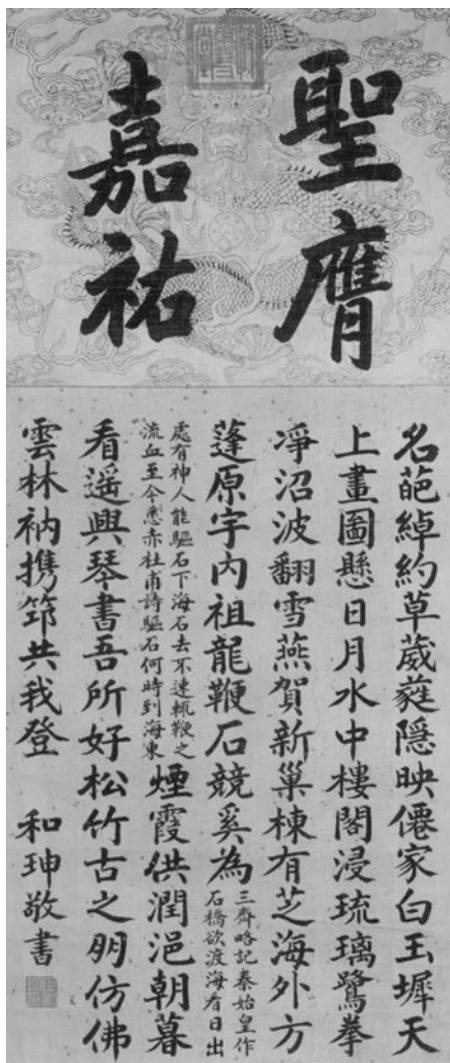 聖膺
嘉祐
名葩綽約草葳蕤隱映僊家白玉墀天
上畫圖懸日月水中樓閣浸琉璃鷺拳
凈沼波翻雪燕賀新巢棟有芝海外方
蓬原宇內祖龍鞭石競奚為三齊略記秦始皇作
石橋欲渡海看日出
處有神人能驅石下海石去不速輒鞭之
流血至今悉赤杜甫詩驅石何時到海東
煙霞供潤浥朝暮
看遥興琴書吾所好松竹古之朋仿佛
雲林衲携筇共我登 和珅敬書